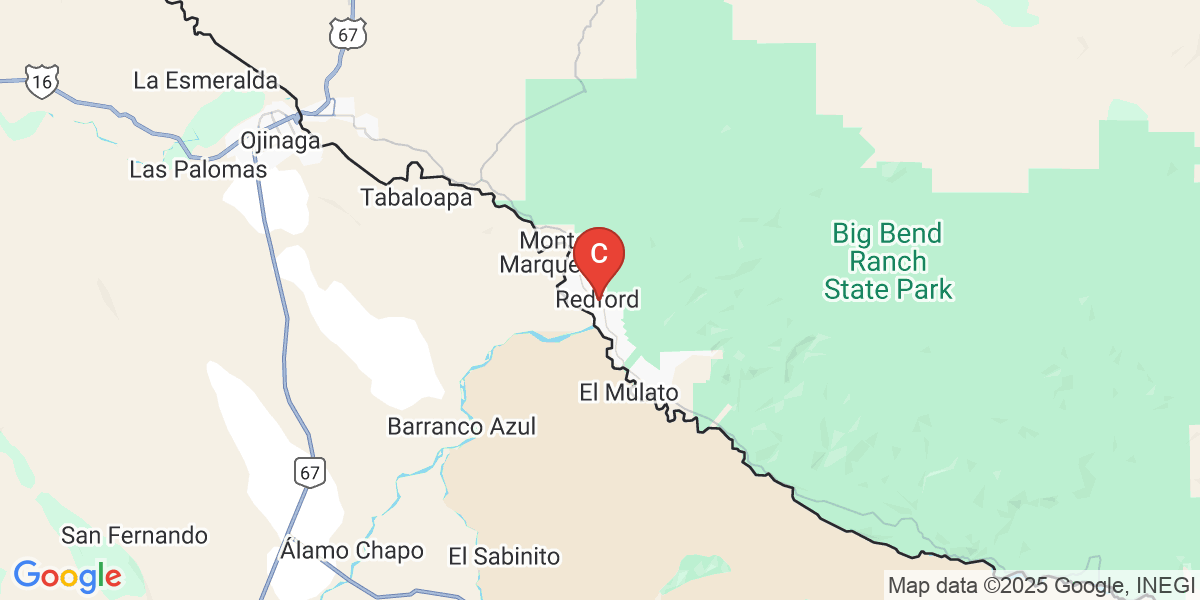 67
16
La Esmeralda
Ojinaga
Las Palomas
Tabaloapa
Big Bend
Ranch
State Park
Mont
Marque
C
Redford
El Mulato
Barranco Azul
67
San Fernando
Álamo Chapo
El Sabinito
Google
Map data ©2025 Google, INEGI